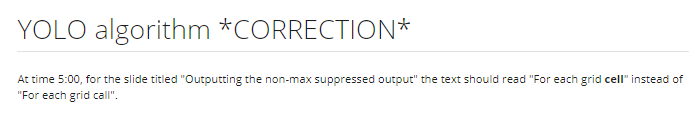 YOLO algorithm *CORRECTION*
At time 5:00, for the slide titled "Outputting the non-max suppressed output" the text should read "For each grid cell" instead of
"For each grid call".